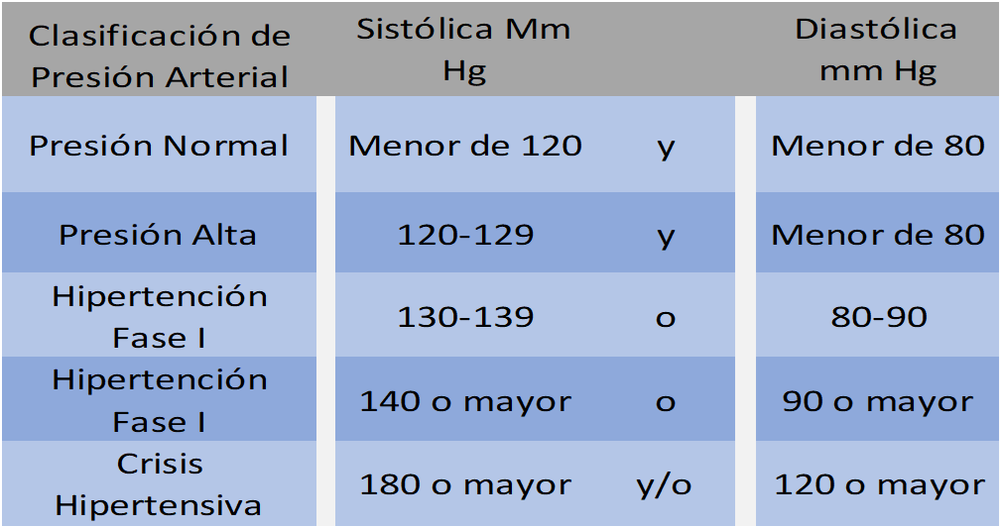 Clasificación de
Presión Arterial
Sistólica Mm
Hg
Diastólica
mm Hg
Presión Normal
Menor de 120 y
Menor de 80
Presión Alta
120-129 y
Menor de 80
Hipertención
Fase I
130-139 o
80-90
Hipertención
Fase I
140 o mayor o
90 o mayor
Crisis
Hipertensiva
180 o mayor y/o
120 o mayor